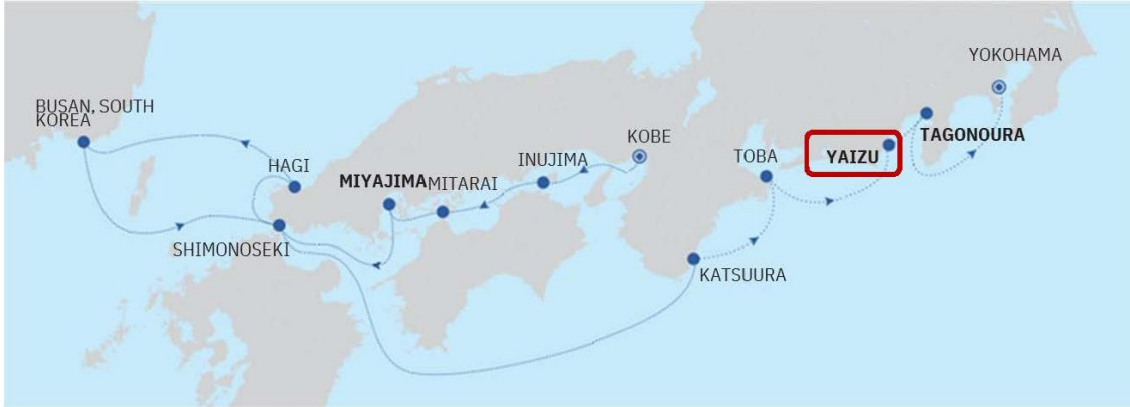 YOKOHAMA
BUSAN, SOUTH
KOREA
TAGONOURA
KOBE
YAIZU
TOBA
INUJIMA
HAGI
MIYAJIMA
MITARAI
SHIMONOSEKI
KATSUURA